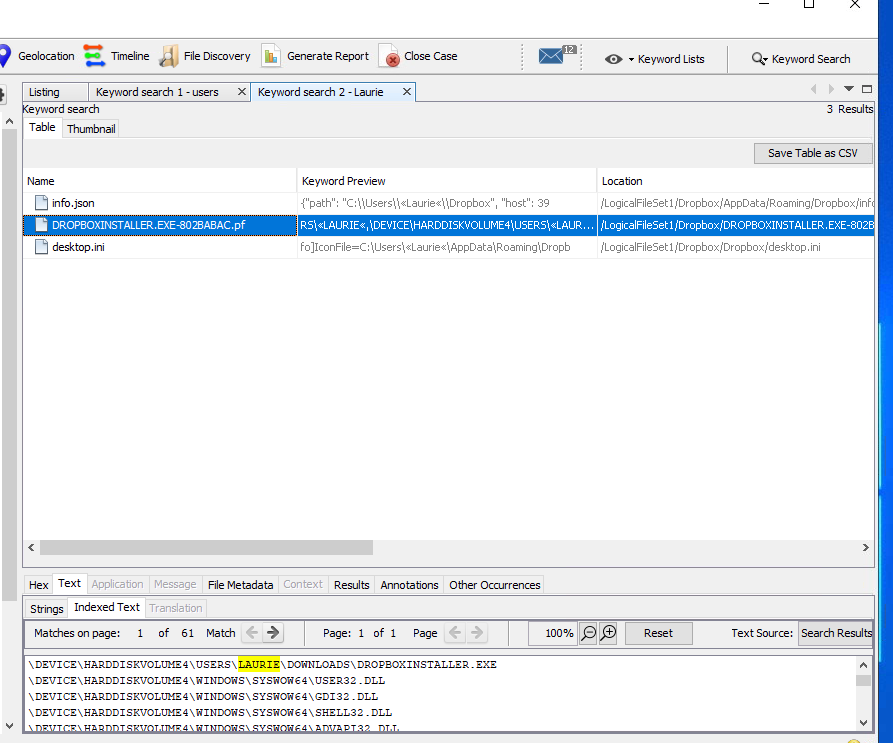 Geolocation Timeline File Discovery Generate Report Close Case 12 Keyword Lists Keyword Search
Listing Keyword search 1 - users Keyword search 2 - Laurie
Keyword search 3 Results
Table Thumbnail
Save Table as CSV
Name Keyword Preview Location
info.json {"path": "C:\\Users\\«Laurie«\\Dropbox", "host": 39 /LogicalFileSet1/Dropbox/AppData/Roaming/Dropbox/info
DROPBOXINSTALLER.EXE-802BABAC.pf RS\«LAURIE«,\DEVICE\HARDDISKVOLUME4\USERS\«LAUR... /LogicalFileSet1/Dropbox/DROPBOXINSTALLER.EXE-802B
desktop.ini fo]IconFile=C:\Users\«Laurie«\AppData\Roaming\Dropb /LogicalFileSet1/Dropbox/Dropbox/desktop.ini
Hex Text Application Message File Metadata Context Results Annotations Other Occurrences
Strings Indexed Text Translation
Matches on page: 1 of 61 Match Page: 1 of 1 Page 100% Reset Text Source: Search Results
\DEVICE\HARDDISKVOLUME4\USERS\LAURIE\DOWNLOADS\DROPBOXINSTALLER.EXE
\DEVICE\HARDDISKVOLUME4\WINDOWS\SYSWOW64\USER32.DLL
\DEVICE\HARDDISKVOLUME4\WINDOWS\SYSWOW64\GDI32.DLL
\DEVICE\HARDDISKVOLUME4\WINDOWS\SYSWOW64\SHELL32.DLL
\DEVICE\HARDDISKVOLUME4\WINDOWS\SYSWOW64\ADVAPI32.DLL